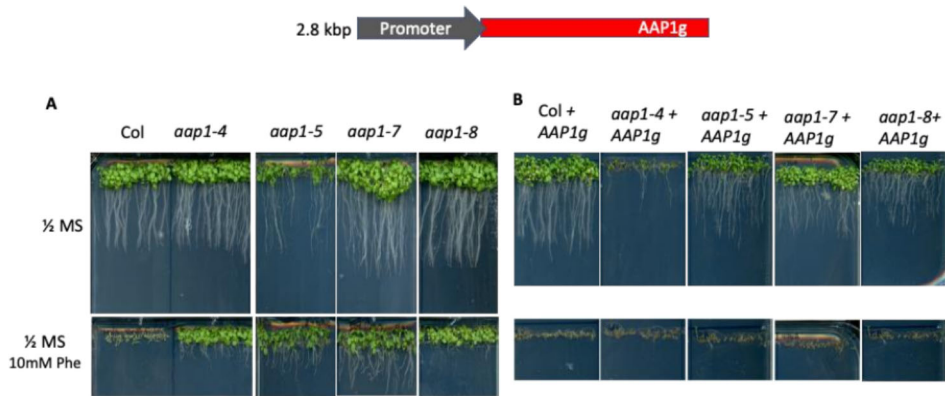 2.8 kbp Promoter AAP1g
A B
Col aap1-4 aap1-5 aap1-7 aap1-8
Col + AAP1g aap1-4 + AAP1g aap1-5 + AAP1g aap1-7 + AAP1g aap1-8+ AAP1g
½ MS
½ MS
10mM Phe